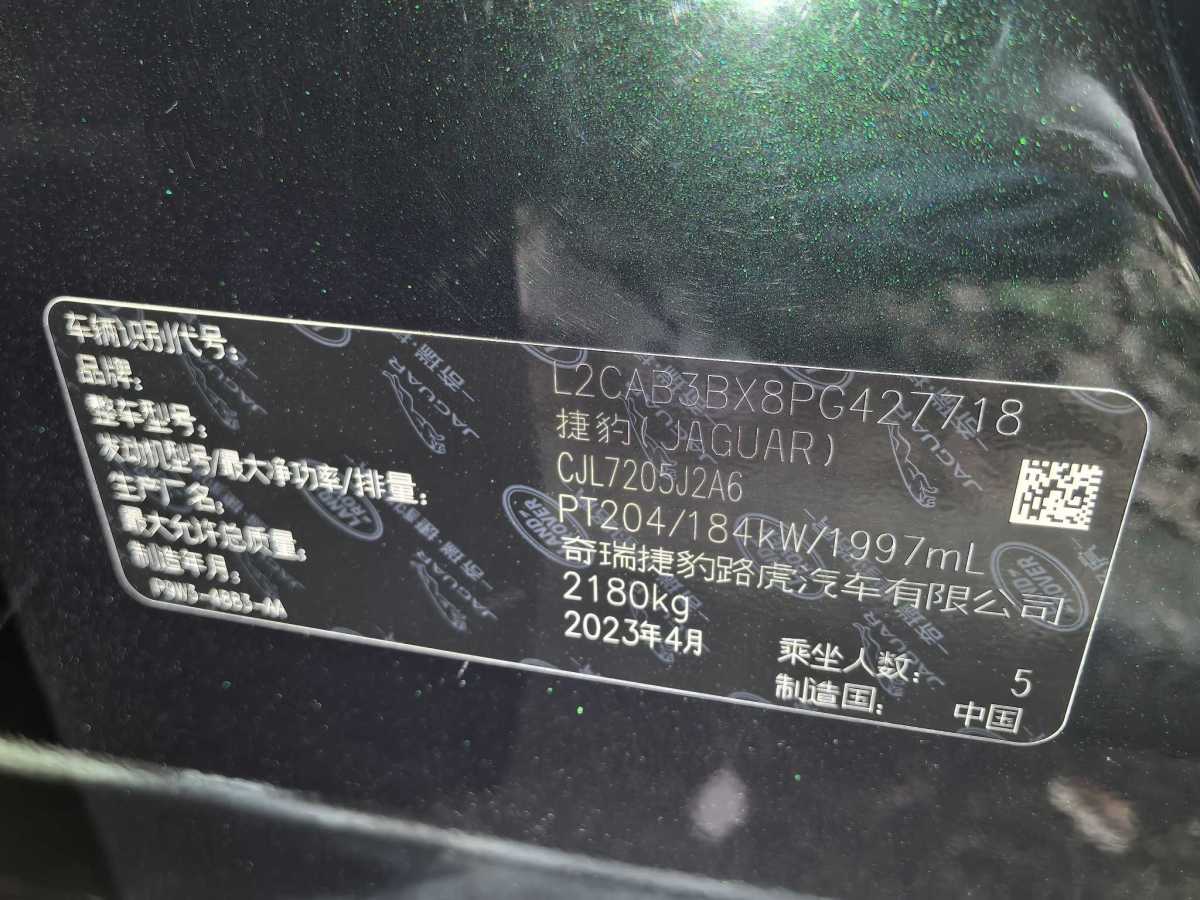 车辆识别代号: L2CAB3BX8PG427718
品牌: 捷豹(JAGUAR)
整车型号: CJL7205J2A6
发动机型号/最大净功率/排量: PT204/184kW/1997mL
生产厂名: 奇瑞捷豹路虎汽车有限公司
最大允许总质量: 2180kg
制造年月: 2023年4月 乘坐人数: 5
制造国: 中国